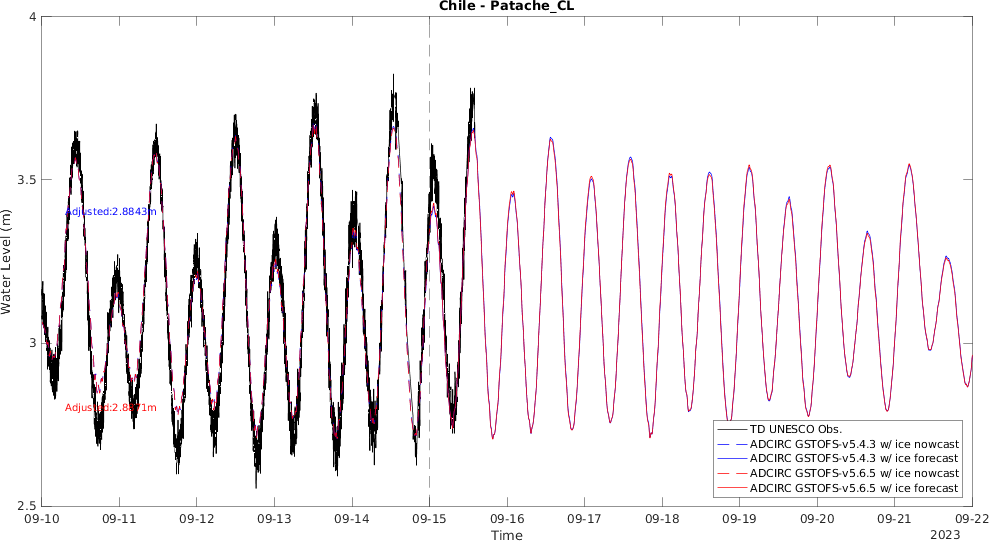 Chile - Patache_CL
Water Level (m)
4
3.5
3
2.5
Adjusted:2.8843m
09-10 09-11 09-12 09-13 09-14 09-15 09-16 09-17 09-18 09-19 09-20 09-21 09-22
Time
2023
TD UNESCO Obs.
ADCIRC GSTOFS-v5.4.3 w/ ice nowcast
ADCIRC GSTOFS-v5.4.3 w/ ice forecast
ADCIRC GSTOFS-v5.6.5 w/ ice nowcast
ADCIRC GSTOFS-v5.6.5 w/ ice forecast